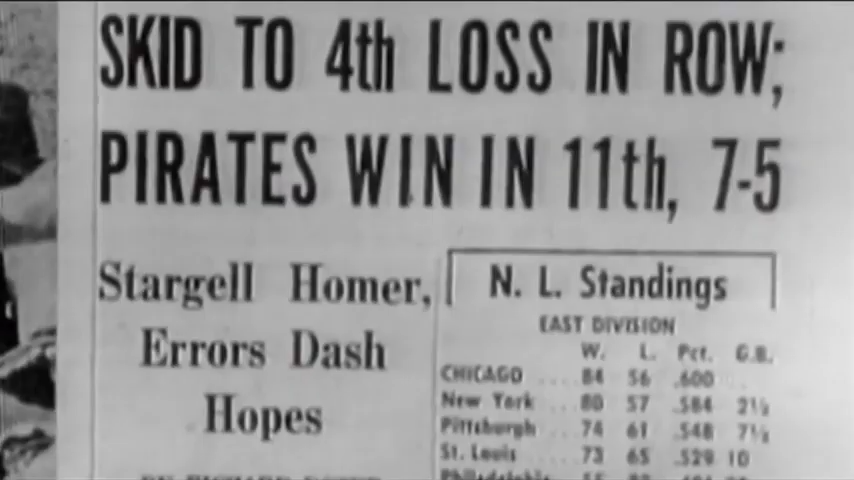 SKID TO 4th LOSS IN ROW;
PIRATES WIN IN 11th, 7-5
Stargell Homer,
Errors Dash
Hopes
N. L. Standings
EAST DIVISION
W. L. Pct. G.B.
CHICAGO .... 84 56 .600
New York ... 80 57 .584 2½
Pittsburgh ... 74 61 .548 7½
St. Louis .... 73 65 .529 10
Philadelphia